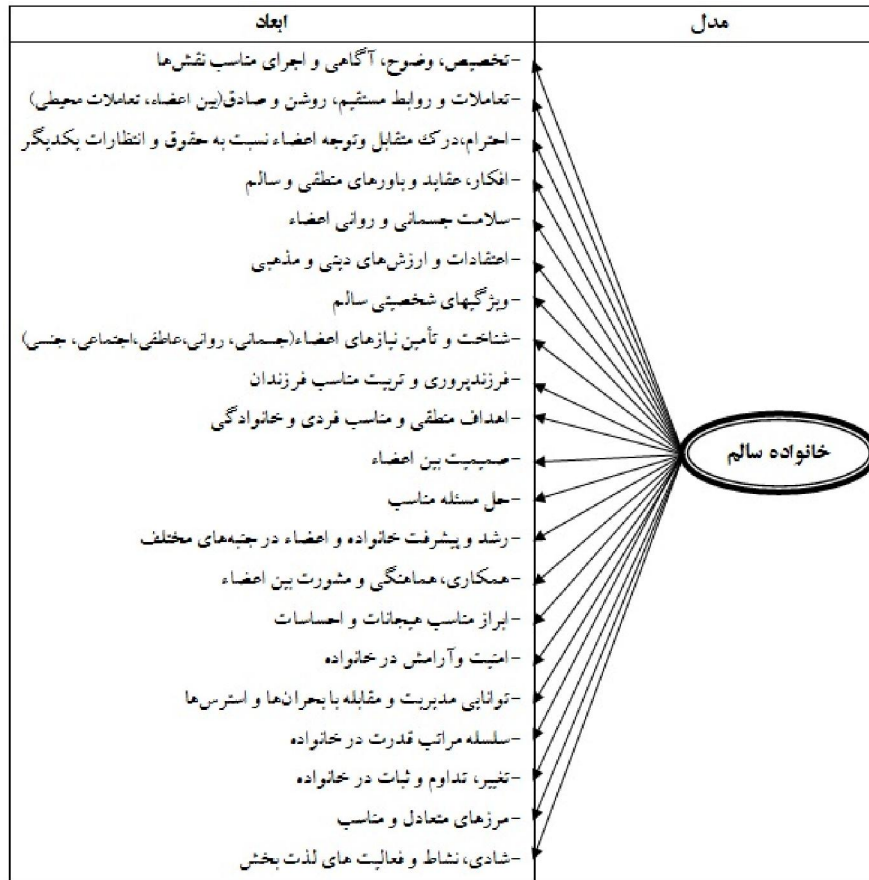 مدل
ابعاد
-تخصیص، وضوح، آگاهی و اجرای مناسب نقش‌ها
-تعاملات و روابط مستقیم، روشن و صادق(بین اعضاء، تعاملات محیطی)
-احترام،درک متقابل وتوجه اعضاء نسبت به حقوق و انتظارات یکدیگر
-افکار، عقاید و باورهای منطقی و سالم
-سلامت جسمانی و روانی اعضاء
-اعتقادات و ارزش‌های دینی و مذهبی
-ویژگیهای شخصیتی سالم
-شناخت و تأمین نیازهای اعضاء(جسمانی، روانی،عاطفی،اجتماعی، جنسی)
-فرزندپروری و تربیت مناسب فرزندان
-اهداف منطقی و مناسب فردی و خانوادگی
خانواده سالم
-صمیمیت بین اعضاء
-حل مسئله مناسب
-رشد و پیشرفت خانواده و اعضاء در جنبه‌های مختلف
-همکاری، هماهنگی و مشورت بین اعضاء
-ابراز مناسب هیجانات و احساسات
-امنیت وآرامش در خانواده
-توانایی مدیریت و مقابله با بحران‌ها و استرس‌ها
-سلسله مراتب قدرت در خانواده
-تغییر، تداوم و ثبات در خانواده
-مرزهای متعادل و مناسب
-شادی، نشاط و فعالیت های لذت بخش